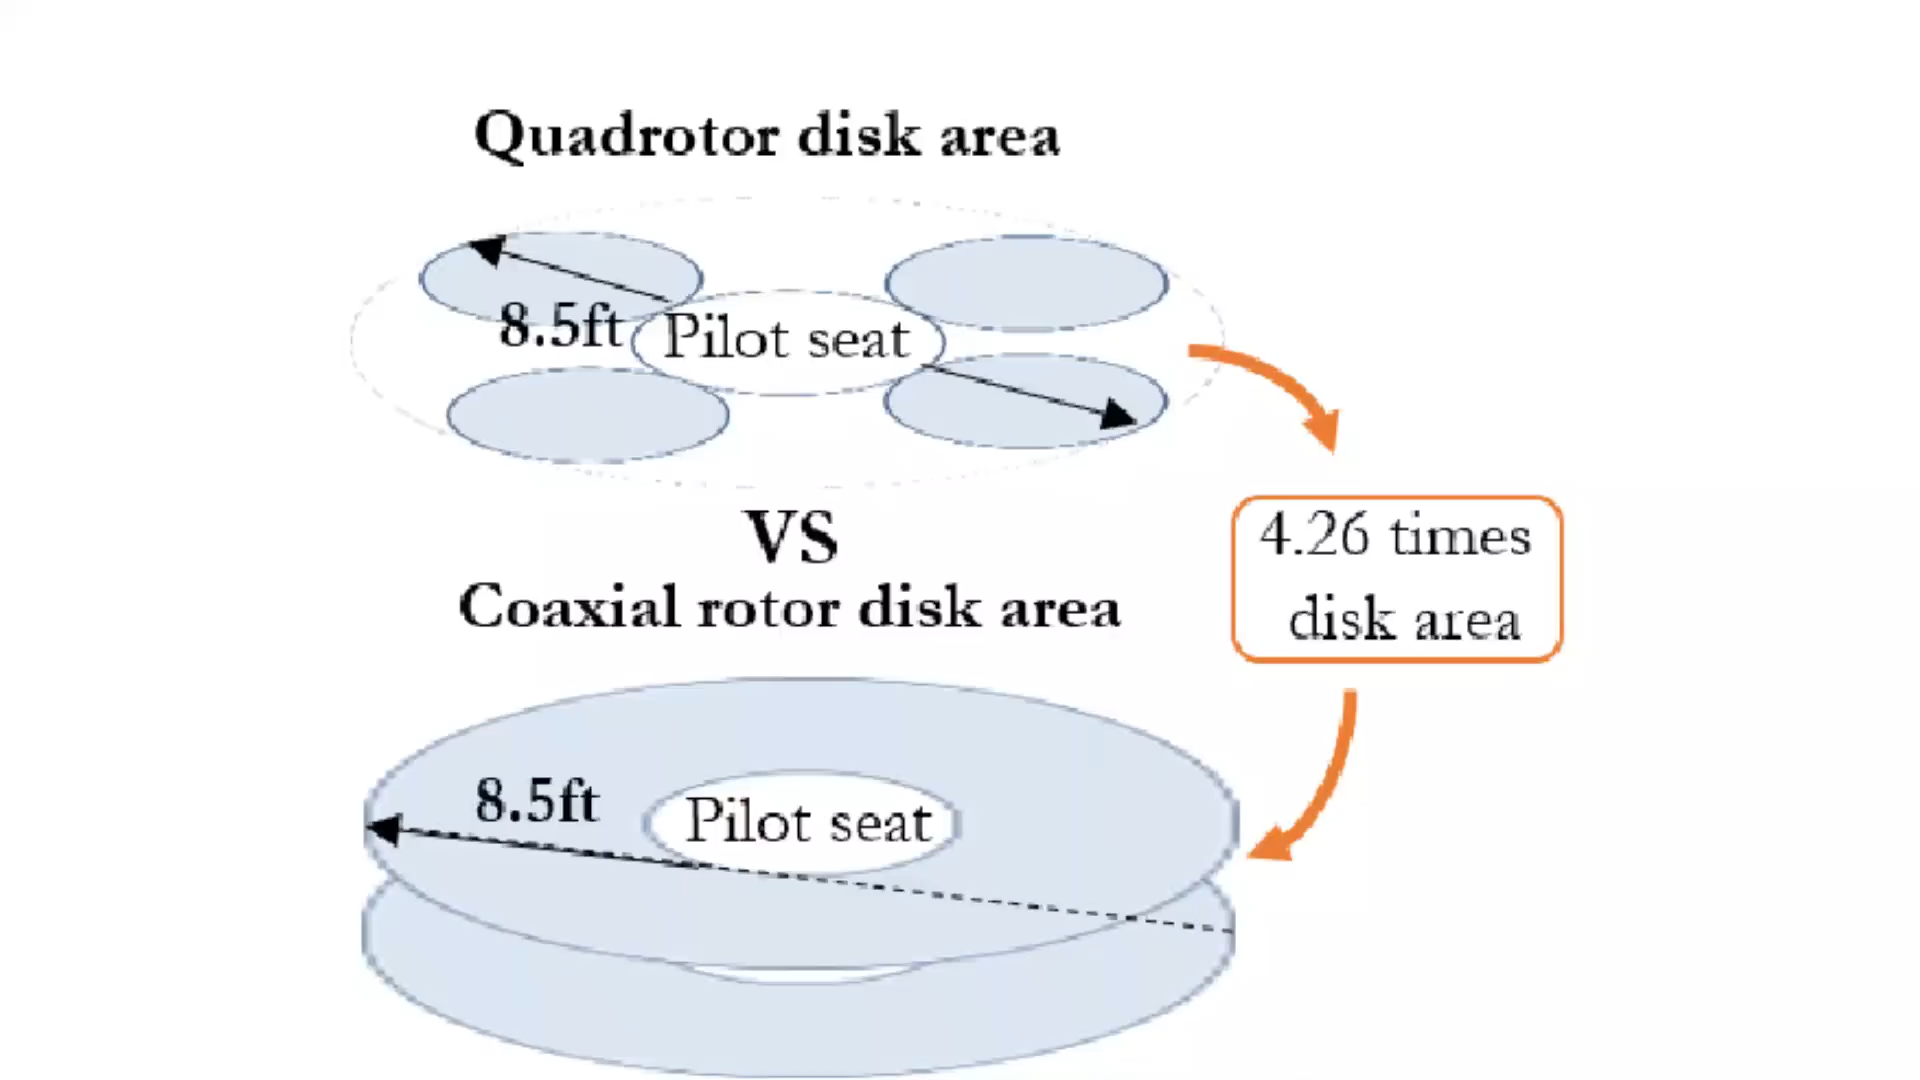 Quadrotor disk area
8.5ft
Pilot seat
VS
Coaxial rotor disk area
4.26 times
disk area
8.5ft
Pilot seat